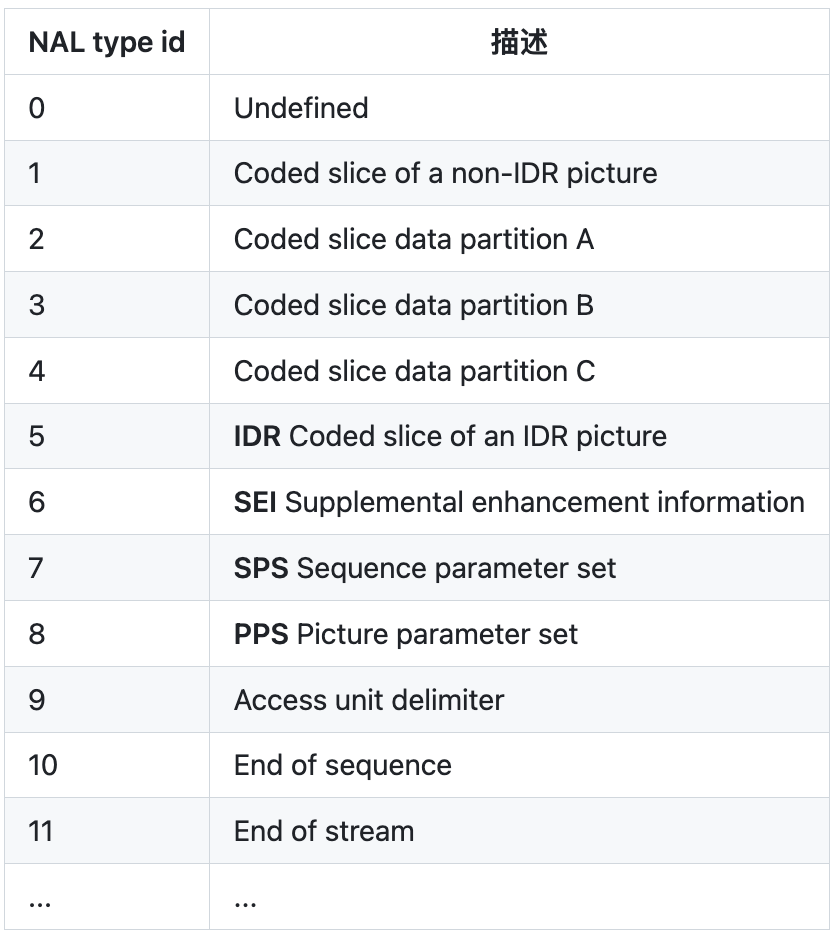 NAL type id 描述
0 Undefined
1 Coded slice of a non-IDR picture
2 Coded slice data partition A
3 Coded slice data partition B
4 Coded slice data partition C
5 IDR Coded slice of an IDR picture
6 SEI Supplemental enhancement information
7 SPS Sequence parameter set
8 PPS Picture parameter set
9 Access unit delimiter
10 End of sequence
11 End of stream
... ...